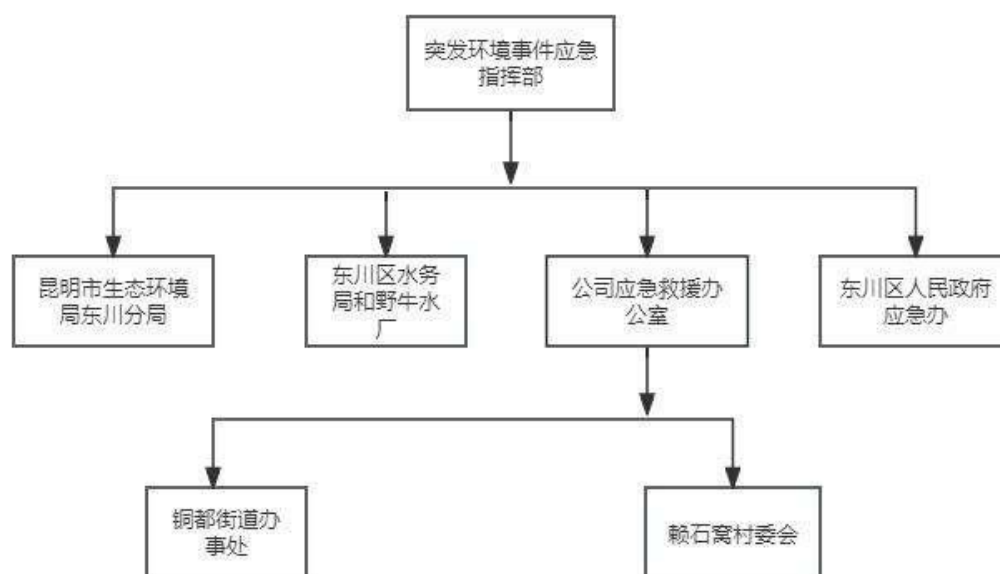 突发环境事件应急
指挥部
昆明市生态环境
局东川分局
东川区水务
局和野牛水
厂
公司应急救援办
公室
东川区人民政府
应急办
铜都街道办
事处
赖石窝村委会